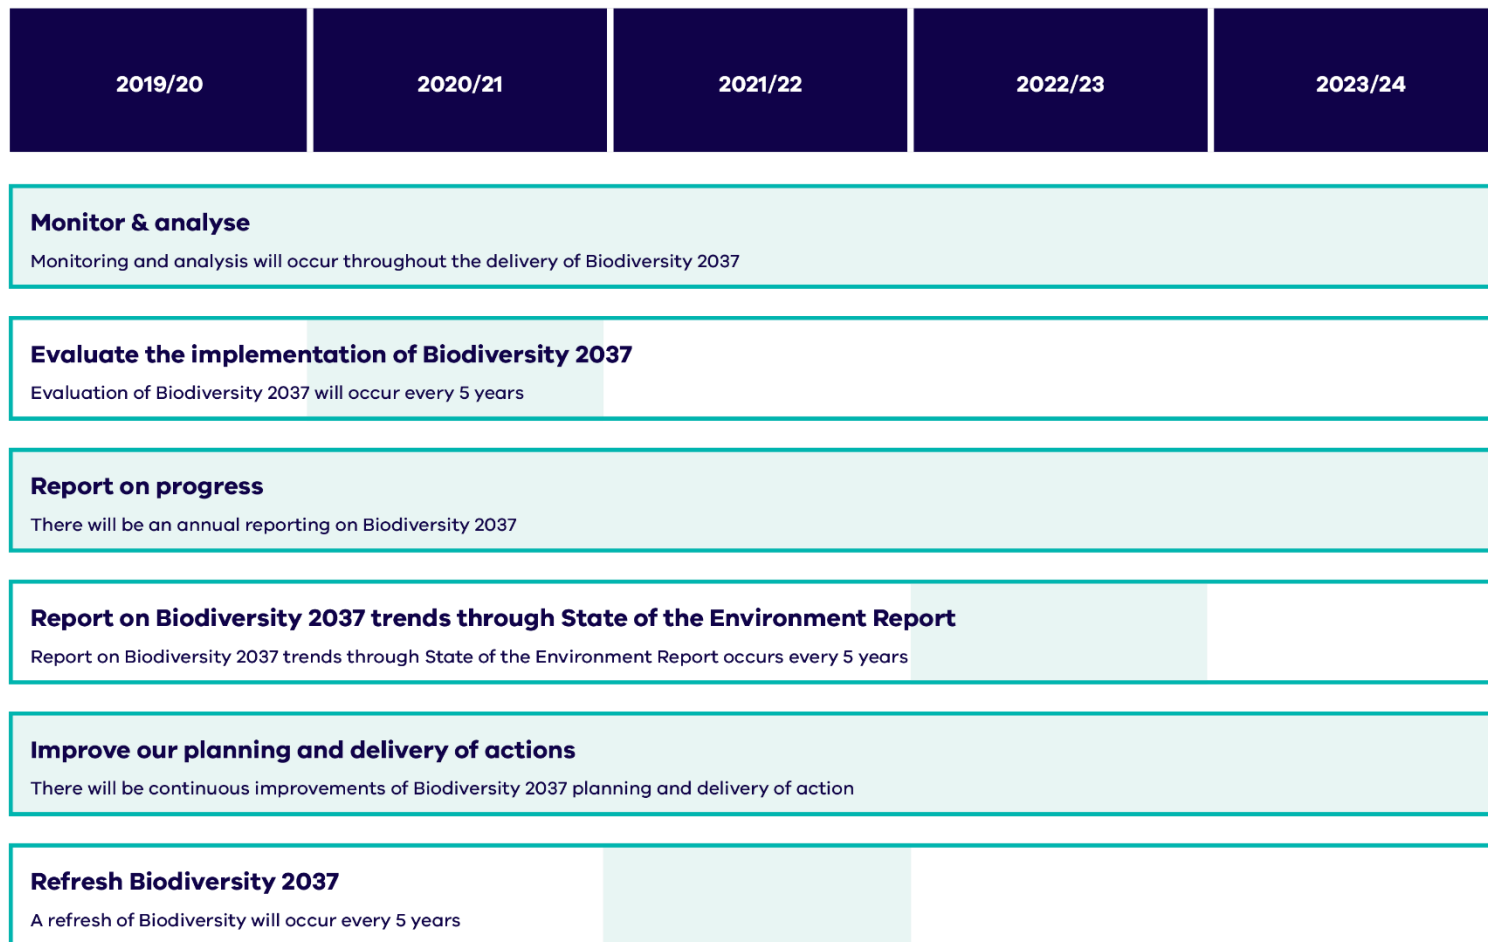 2019/20
2020/21
2021/22
2022/23
2023/24
Monitor & analyse
Monitoring and analysis will occur throughout the delivery of Biodiversity 2037
Evaluate the implementation of Biodiversity 2037
Evaluation of Biodiversity 2037 will occur every 5 years
Report on progress
There will be an annual reporting on Biodiversity 2037
Report on Biodiversity 2037 trends through State of the Environment Report
Report on Biodiversity 2037 trends through State of the Environment Report occurs every 5 years
Improve our planning and delivery of actions
There will be continuous improvements of Biodiversity 2037 planning and delivery of action
Refresh Biodiversity 2037
A refresh of Biodiversity will occur every 5 years